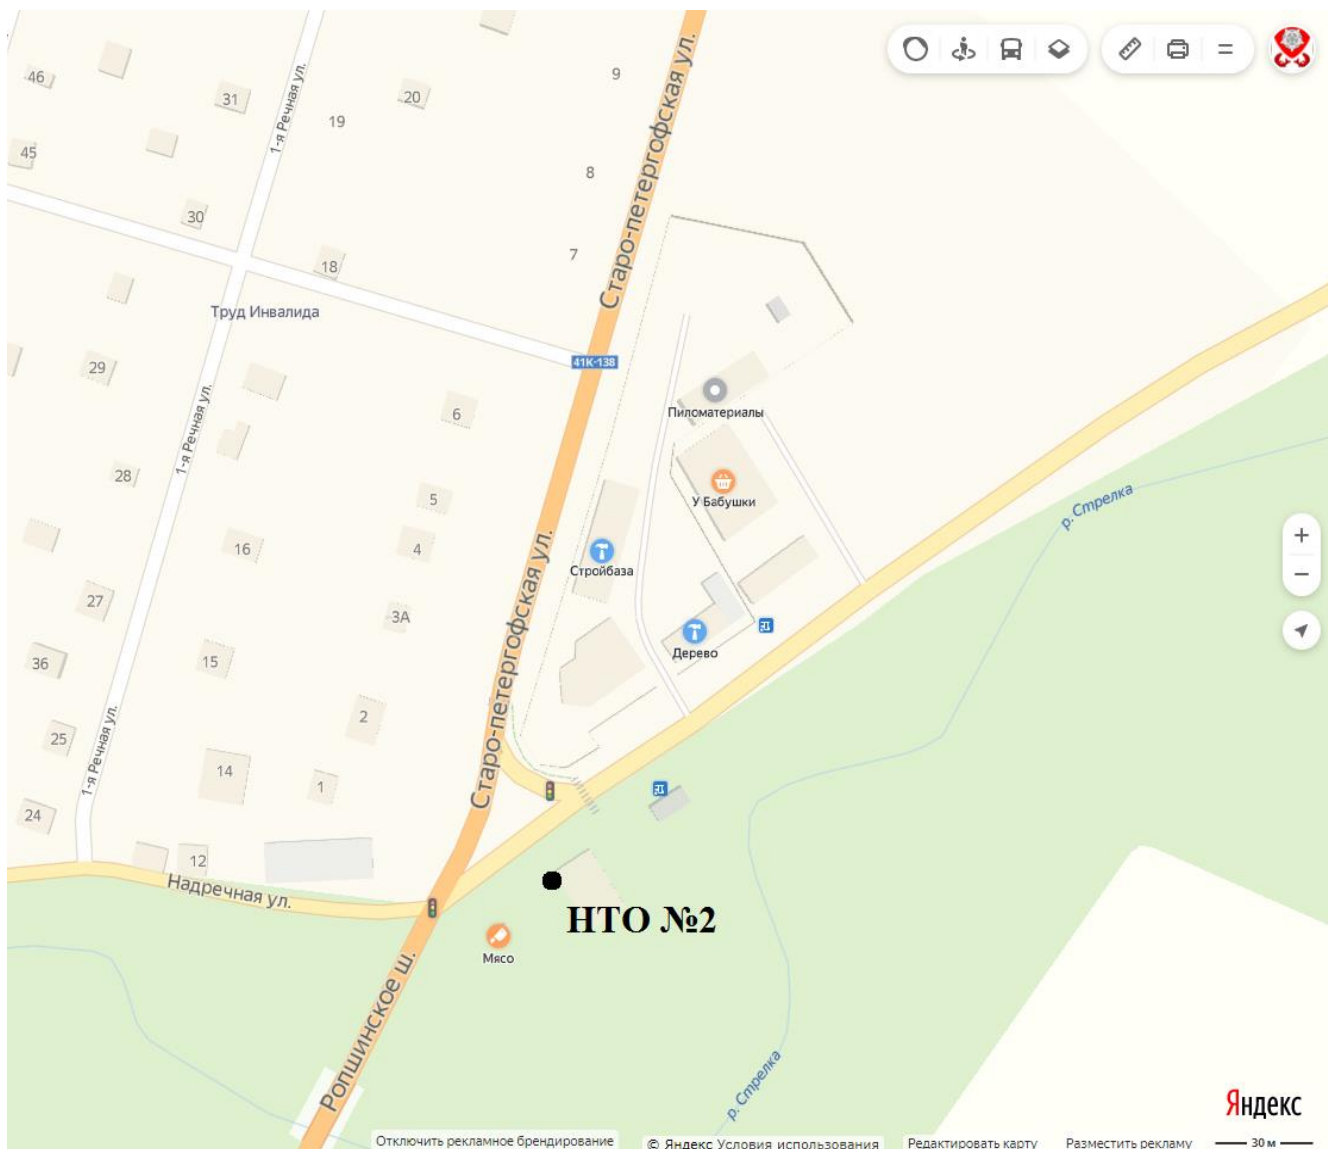 46
31
20
9
19
1-я Речная ул.
Старо-петергофская ул.
45
8
30
18
7
Труд Инвалида
41К-138
29
6
Пиломатериалы
1-я Речная ул.
28
5
У Бабушки
р. Стрелка
16
4
Стройбаза
27
3А
Дерево
36
15
Старо-петергофская ул.
2
25
14
1
1-я Речная ул.
24
12
Надречная ул.
НТО №2
Мясо
Ропшинское ш.
р. Стрелка
Яндекс
Отключить рекламное брендирование
© Яндекс Условия использования
Редактировать карту
Разместить рекламу
30 м